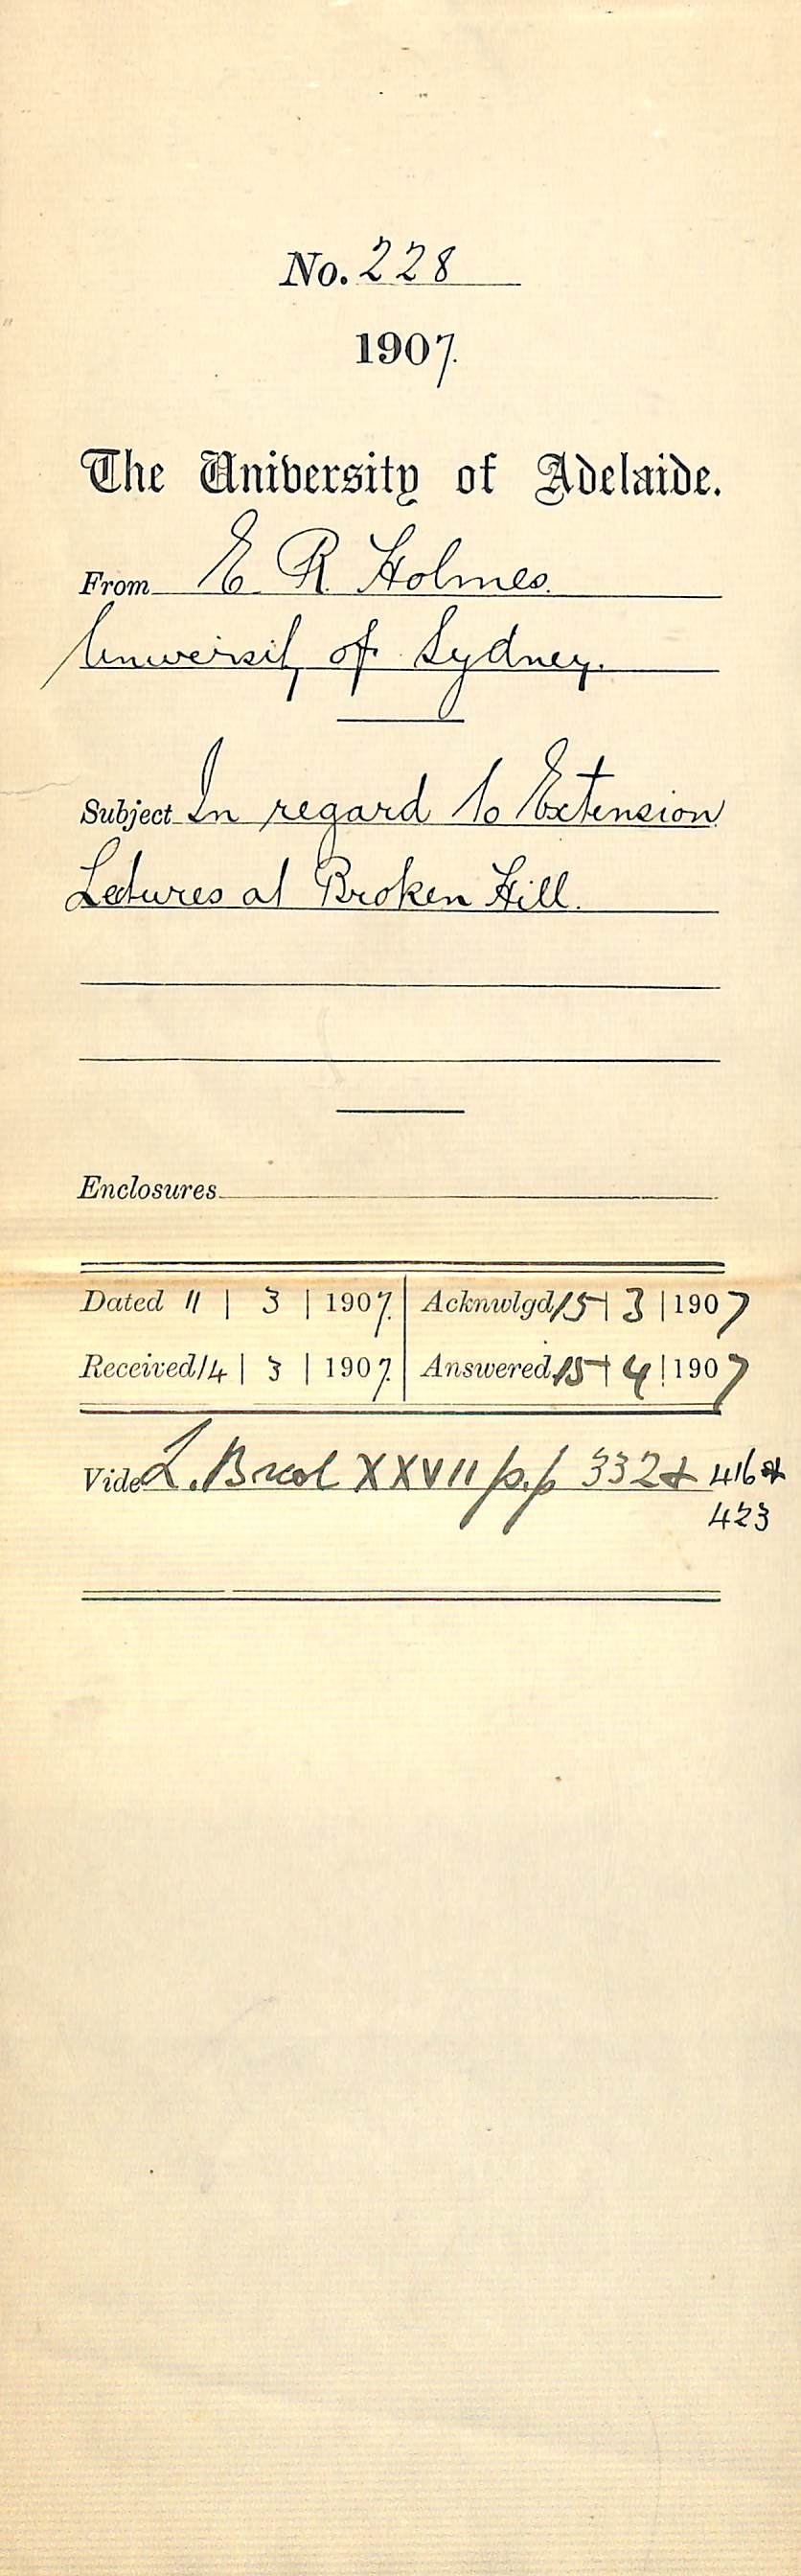 No. 228
1907.
The University of Adelaide.
From E. R. Holmes.
University of Sydney.
Subject In regard to Extension
Lectures at Broken Hill.
Enclosures
Dated 11 | 3 | 1907. Acknwlgd 15 | 3 | 1907
Received 14 | 3 | 1907. Answered 15 | 4 | 1907
Vide L. Book XXVII p.p 332 & 416 &
423